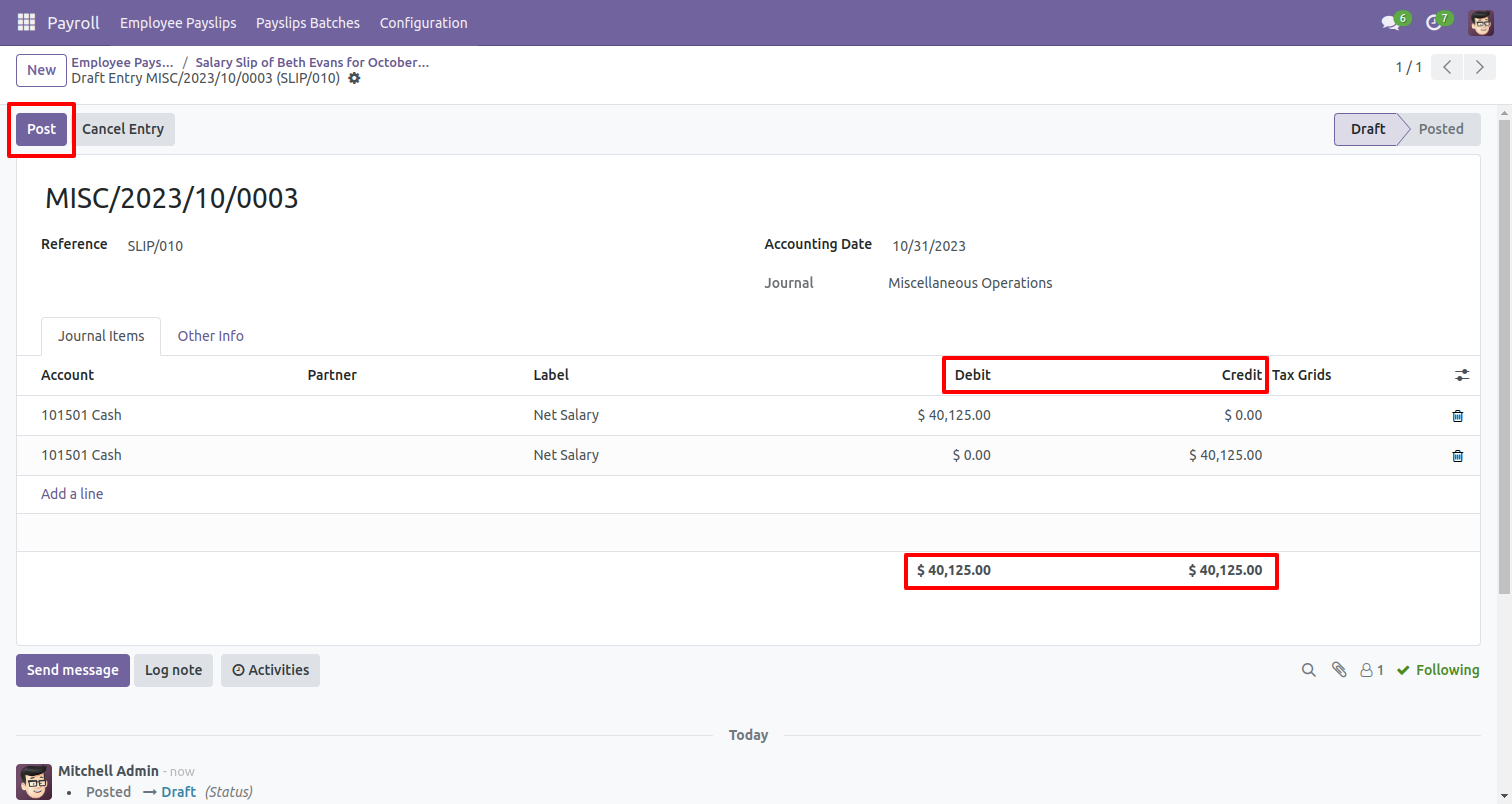 Payroll Employee Payslips Payslips Batches Configuration 6 7
New Employee Pays... / Salary Slip of Beth Evans for October...
Draft Entry MISC/2023/10/0003 (SLIP/010) 1 / 1
Post Cancel Entry Draft Posted
MISC/2023/10/0003
Reference SLIP/010 Accounting Date 10/31/2023
Journal Miscellaneous Operations
Journal Items Other Info
Account Partner Label Debit Credit Tax Grids
101501 Cash Net Salary $ 40,125.00 $ 0.00
101501 Cash Net Salary $ 0.00 $ 40,125.00
Add a line
$ 40,125.00 $ 40,125.00
Send message Log note Activities 1 Following
Today
Mitchell Admin - now
• Posted → Draft (Status)